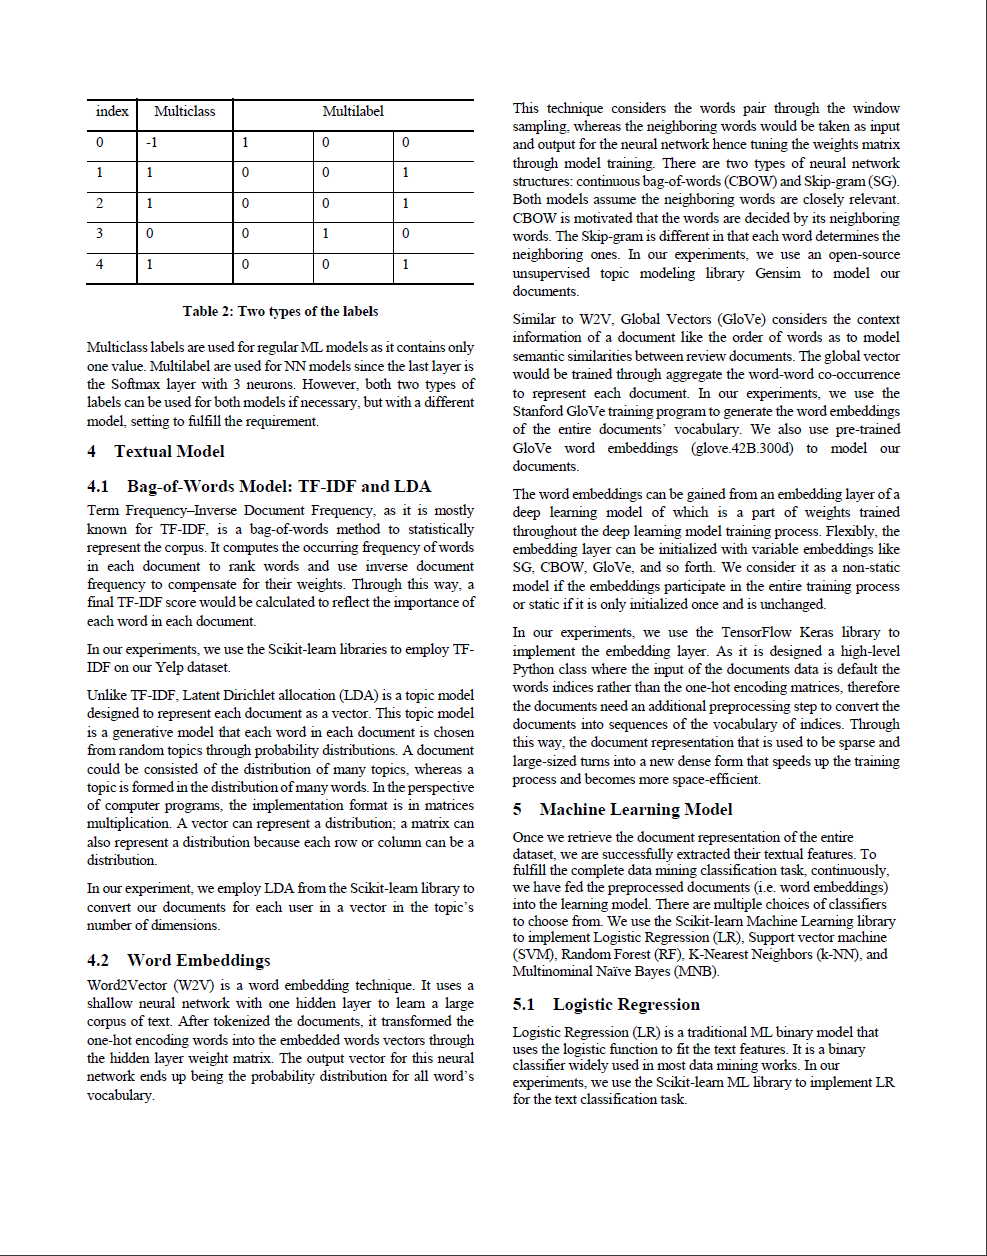 index Multiclass Multilabel
0 -1 1 0 0
1 1 0 0 1
2 1 0 0 1
3 0 0 1 0
4 1 0 0 1
Table 2: Two types of the labels
Multiclass labels are used for regular ML models as it contains only
one value. Multilabel are used for NN models since the last layer is
the Softmax layer with 3 neurons. However, both two types of
labels can be used for both models if necessary, but with a different
model, setting to fulfill the requirement.
4 Textual Model
4.1 Bag-of-Words Model: TF-IDF and LDA
Term Frequency–Inverse Document Frequency, as it is mostly
known for TF-IDF, is a bag-of-words method to statistically
represent the corpus. It computes the occurring frequency of words
in each document to rank words and use inverse document
frequency to compensate for their weights. Through this way, a
final TF-IDF score would be calculated to reflect the importance of
each word in each document.
In our experiments, we use the Scikit-learn libraries to employ TF-
IDF on our Yelp dataset.
Unlike TF-IDF, Latent Dirichlet allocation (LDA) is a topic model
designed to represent each document as a vector. This topic model
is a generative model that each word in each document is chosen
from random topics through probability distributions. A document
could be consisted of the distribution of many topics, whereas a
topic is formed in the distribution of many words. In the perspective
of computer programs, the implementation format is in matrices
multiplication. A vector can represent a distribution; a matrix can
also represent a distribution because each row or column can be a
distribution.
In our experiment, we employ LDA from the Scikit-learn library to
convert our documents for each user in a vector in the topic's
number of dimensions.
4.2 Word Embeddings
Word2Vector (W2V) is a word embedding technique. It uses a
shallow neural network with one hidden layer to learn a large
corpus of text. After tokenized the documents, it transformed the
one-hot encoding words into the embedded words vectors through
the hidden layer weight matrix. The output vector for this neural
network ends up being the probability distribution for all word's
vocabulary.
This technique considers the words pair through the window
sampling, whereas the neighboring words would be taken as input
and output for the neural network hence tuning the weights matrix
through model training. There are two types of neural network
structures: continuous bag-of-words (CBOW) and Skip-gram (SG).
Both models assume the neighboring words are closely relevant.
CBOW is motivated that the words are decided by its neighboring
words. The Skip-gram is different in that each word determines the
neighboring ones. In our experiments, we use an open-source
unsupervised topic modeling library Gensim to model our
documents.
Similar to W2V, Global Vectors (GloVe) considers the context
information of a document like the order of words as to model
semantic similarities between review documents. The global vector
would be trained through aggregate the word-word co-occurrence
to represent each document. In our experiments, we use the
Stanford GloVe training program to generate the word embeddings
of the entire documents' vocabulary. We also use pre-trained
GloVe word embeddings (glove.42B.300d) to model our
documents.
The word embeddings can be gained from an embedding layer of a
deep learning model of which is a part of weights trained
throughout the deep learning model training process. Flexibly, the
embedding layer can be initialized with variable embeddings like
SG, CBOW, GloVe, and so forth. We consider it as a non-static
model if the embeddings participate in the entire training process
or static if it is only initialized once and is unchanged.
In our experiments, we use the TensorFlow Keras library to
implement the embedding layer. As it is designed a high-level
Python class where the input of the documents data is default the
words indices rather than the one-hot encoding matrices, therefore
the documents need an additional preprocessing step to convert the
documents into sequences of the vocabulary of indices. Through
this way, the document representation that is used to be sparse and
large-sized turns into a new dense form that speeds up the training
process and becomes more space-efficient.
5 Machine Learning Model
Once we retrieve the document representation of the entire
dataset, we are successfully extracted their textual features. To
fulfill the complete data mining classification task, continuously,
we have fed the preprocessed documents (i.e. word embeddings)
into the learning model. There are multiple choices of classifiers
to choose from. We use the Scikit-learn Machine Learning library
to implement Logistic Regression (LR), Support vector machine
(SVM), Random Forest (RF), K-Nearest Neighbors (k-NN), and
Multinominal Naïve Bayes (MNB).
5.1 Logistic Regression
Logistic Regression (LR) is a traditional ML binary model that
uses the logistic function to fit the text features. It is a binary
classifier widely used in most data mining works. In our
experiments, we use the Scikit-learn ML library to implement LR
for the text classification task.